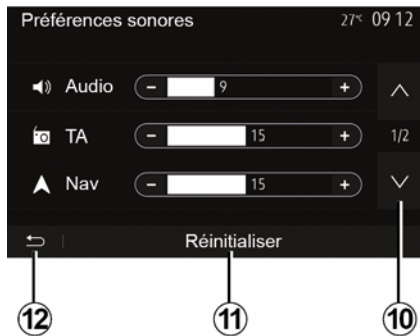 Préférences sonores 27°C 09 12
Audio - 9 +
TA - 15 + 1/2
Nav - 15 +
Réinitialiser
12 11 10